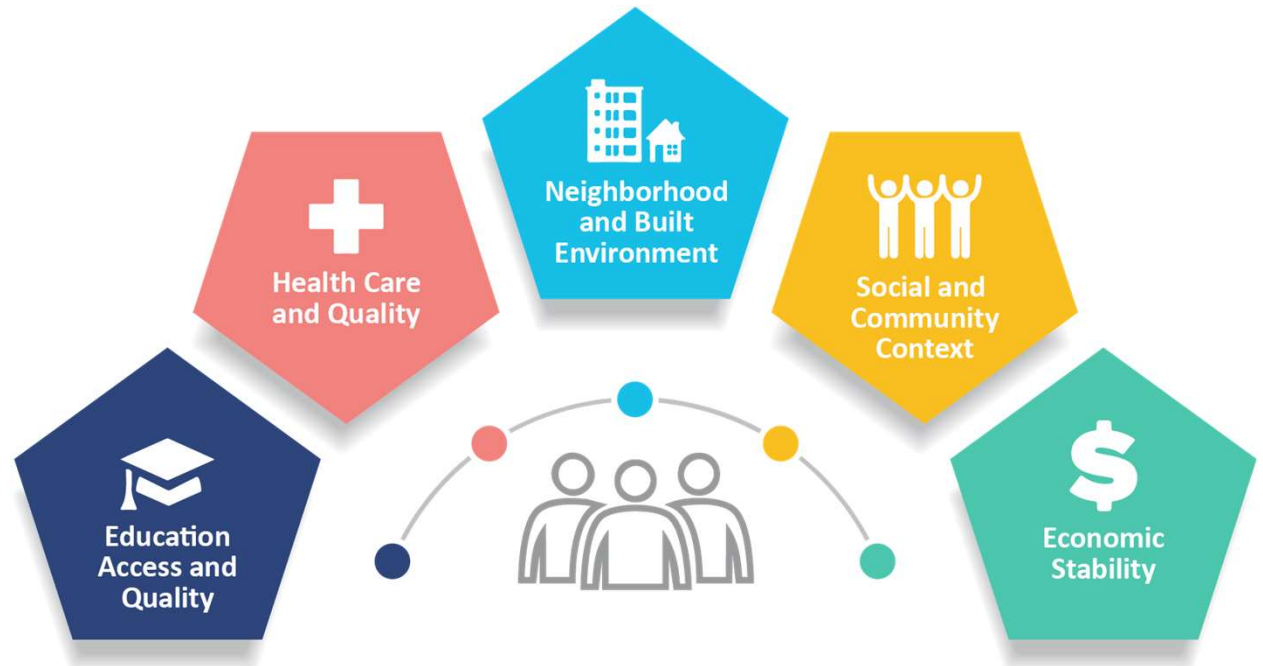 Education
Access and
Quality
Health Care
and Quality
Neighborhood
and Built
Environment
Social and
Community
Context
$
Economic
Stability